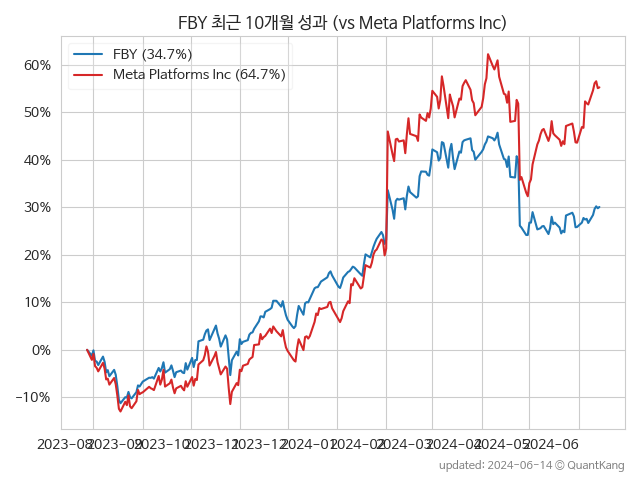 FBY 최근 10개월 성과 (vs Meta Platforms Inc)
FBY (34.7%)
Meta Platforms Inc (64.7%)
60%
50%
40%
30%
20%
10%
0%
−10%
2023-08 2023-09 2023-10 2023-11 2023-12 2024-01 2024-02 2024-03 2024-04 2024-05 2024-06
updated: 2024-06-14 © QuantKang